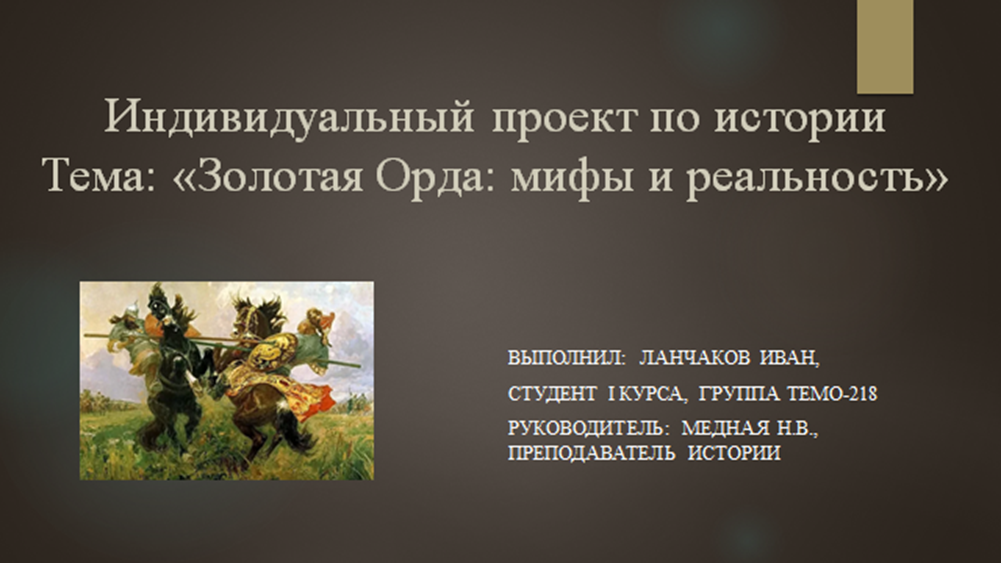 Индивидуальный проект по истории
Тема: «Золотая Орда: мифы и реальность»
ВЫПОЛНИЛ: ЛАНЧАКОВ ИВАН,
СТУДЕНТ I КУРСА, ГРУППА ТЕМО-218
РУКОВОДИТЕЛЬ: МЕДНАЯ Н.В.,
ПРЕПОДАВАТЕЛЬ ИСТОРИИ